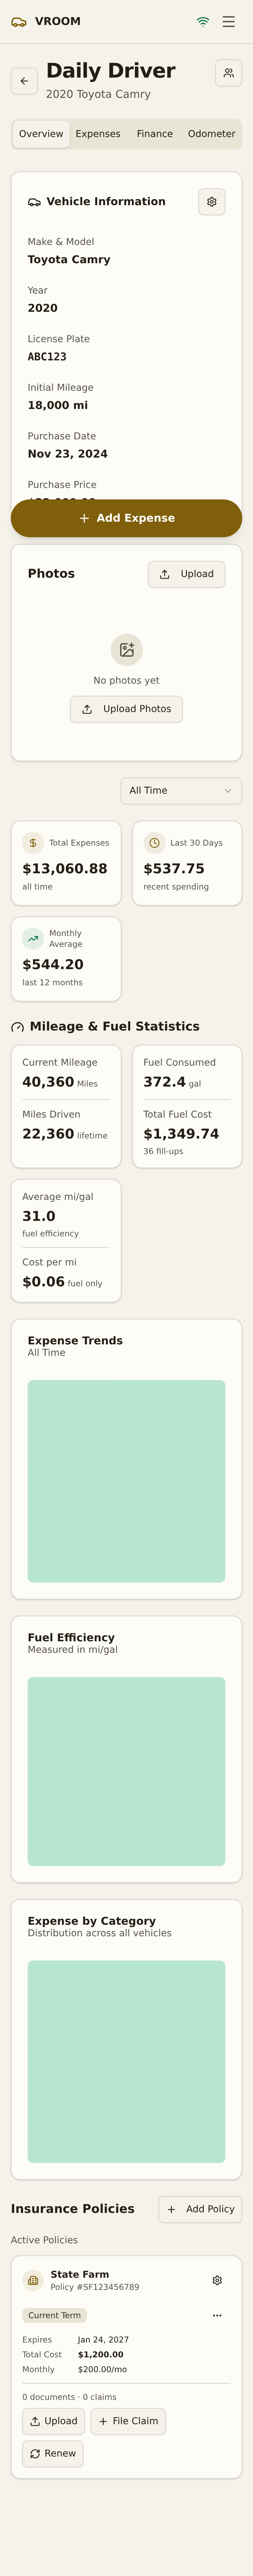 VROOM
Daily Driver
2020 Toyota Camry
Overview
Expenses
Finance
Odometer
Vehicle Information
Make & Model
Toyota Camry
Year
2020
License Plate
ABC123
Initial Mileage
18,000 mi
Purchase Date
Nov 23, 2024
Purchase Price
+ Add Expense
Photos
Upload
No photos yet
Upload Photos
All Time
Total Expenses
$13,060.88
all time
Last 30 Days
$537.75
recent spending
Monthly
Average
$544.20
last 12 months
Mileage & Fuel Statistics
Current Mileage
40,360 Miles
Miles Driven
22,360 lifetime
Fuel Consumed
372.4 gal
Total Fuel Cost
$1,349.74
36 fill-ups
Average mi/gal
31.0
fuel efficiency
Cost per mi
$0.06 fuel only
Expense Trends
All Time
Fuel Efficiency
Measured in mi/gal
Expense by Category
Distribution across all vehicles
Insurance Policies
+ Add Policy
Active Policies
State Farm
Policy #SF123456789
Current Term
Expires Jan 24, 2027
Total Cost $1,200.00
Monthly $200.00/mo
0 documents · 0 claims
Upload
+ File Claim
Renew